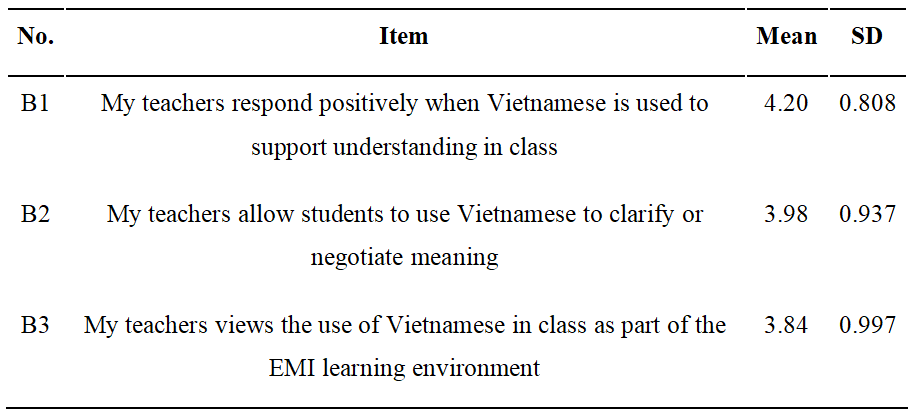 No. Item Mean SD
B1 My teachers respond positively when Vietnamese is used to 4.20 0.808
support understanding in class
B2 My teachers allow students to use Vietnamese to clarify or 3.98 0.937
negotiate meaning
B3 My teachers views the use of Vietnamese in class as part of the 3.84 0.997
EMI learning environment